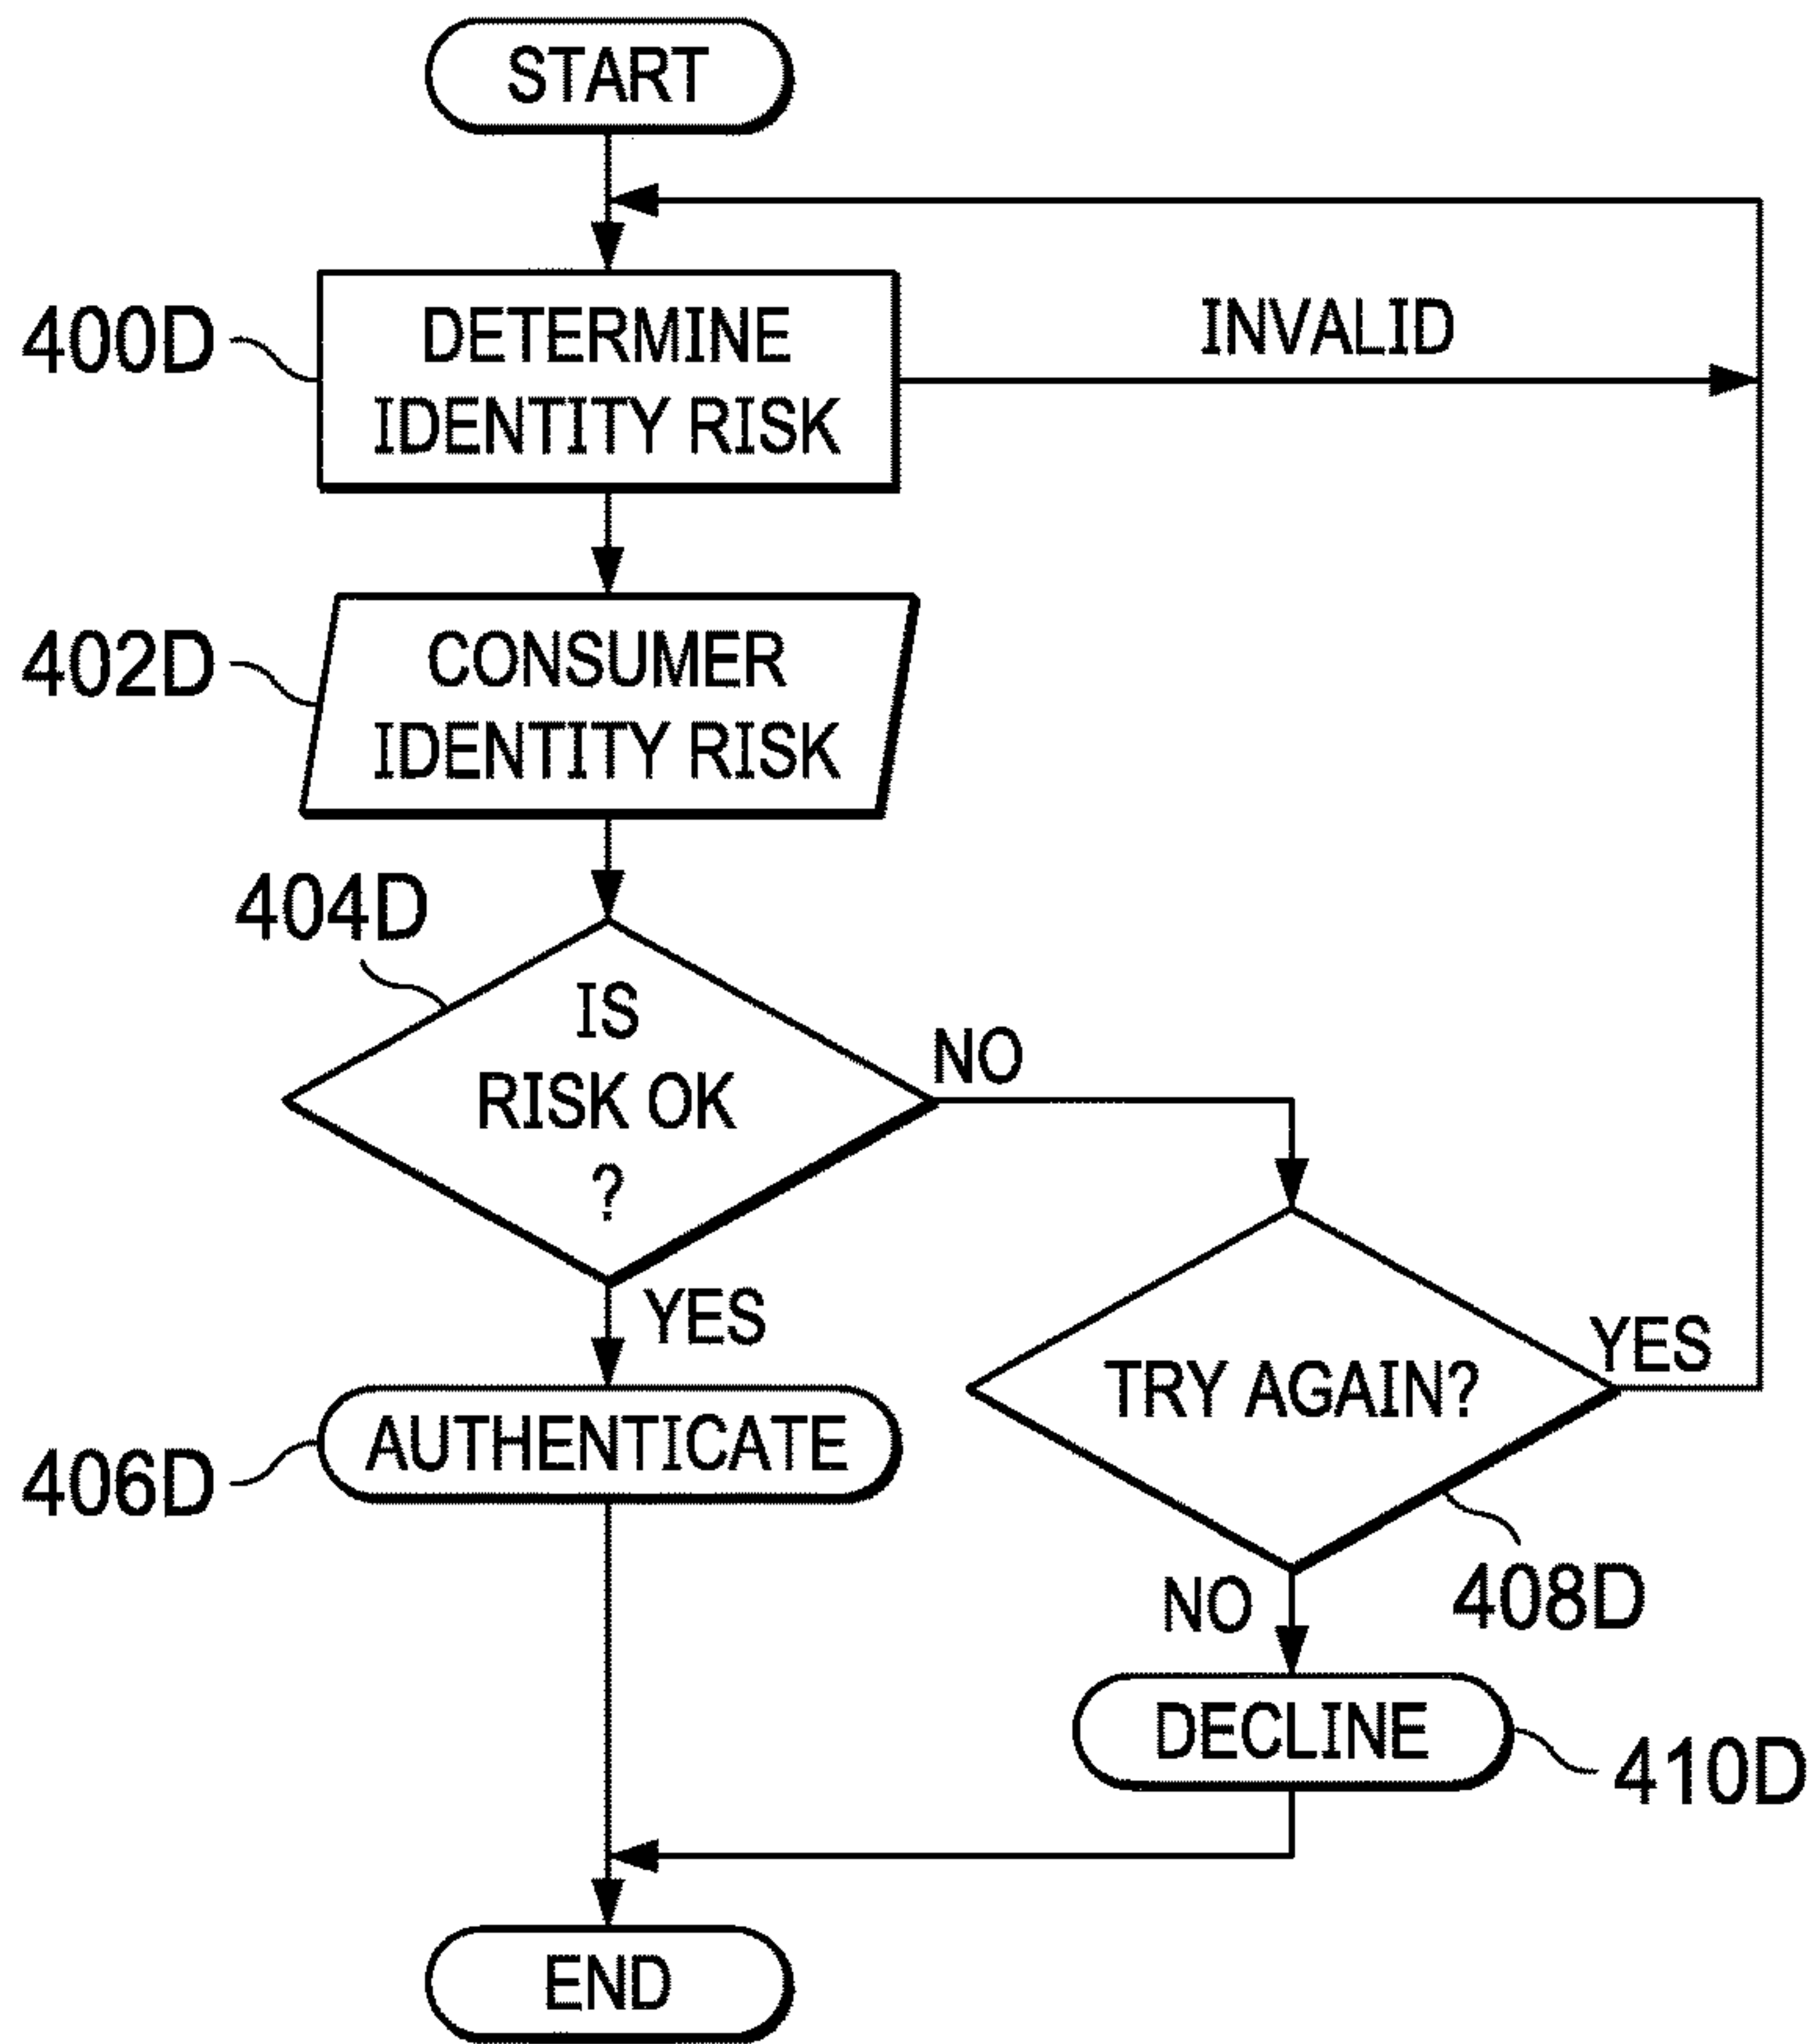 START
400D
DETERMINE
IDENTITY RISK
INVALID
402D
CONSUMER
IDENTITY RISK
404D
IS
RISK OK
?
NO
YES
TRY AGAIN?
YES
406D
AUTHENTICATE
408D
NO
DECLINE
410D
END